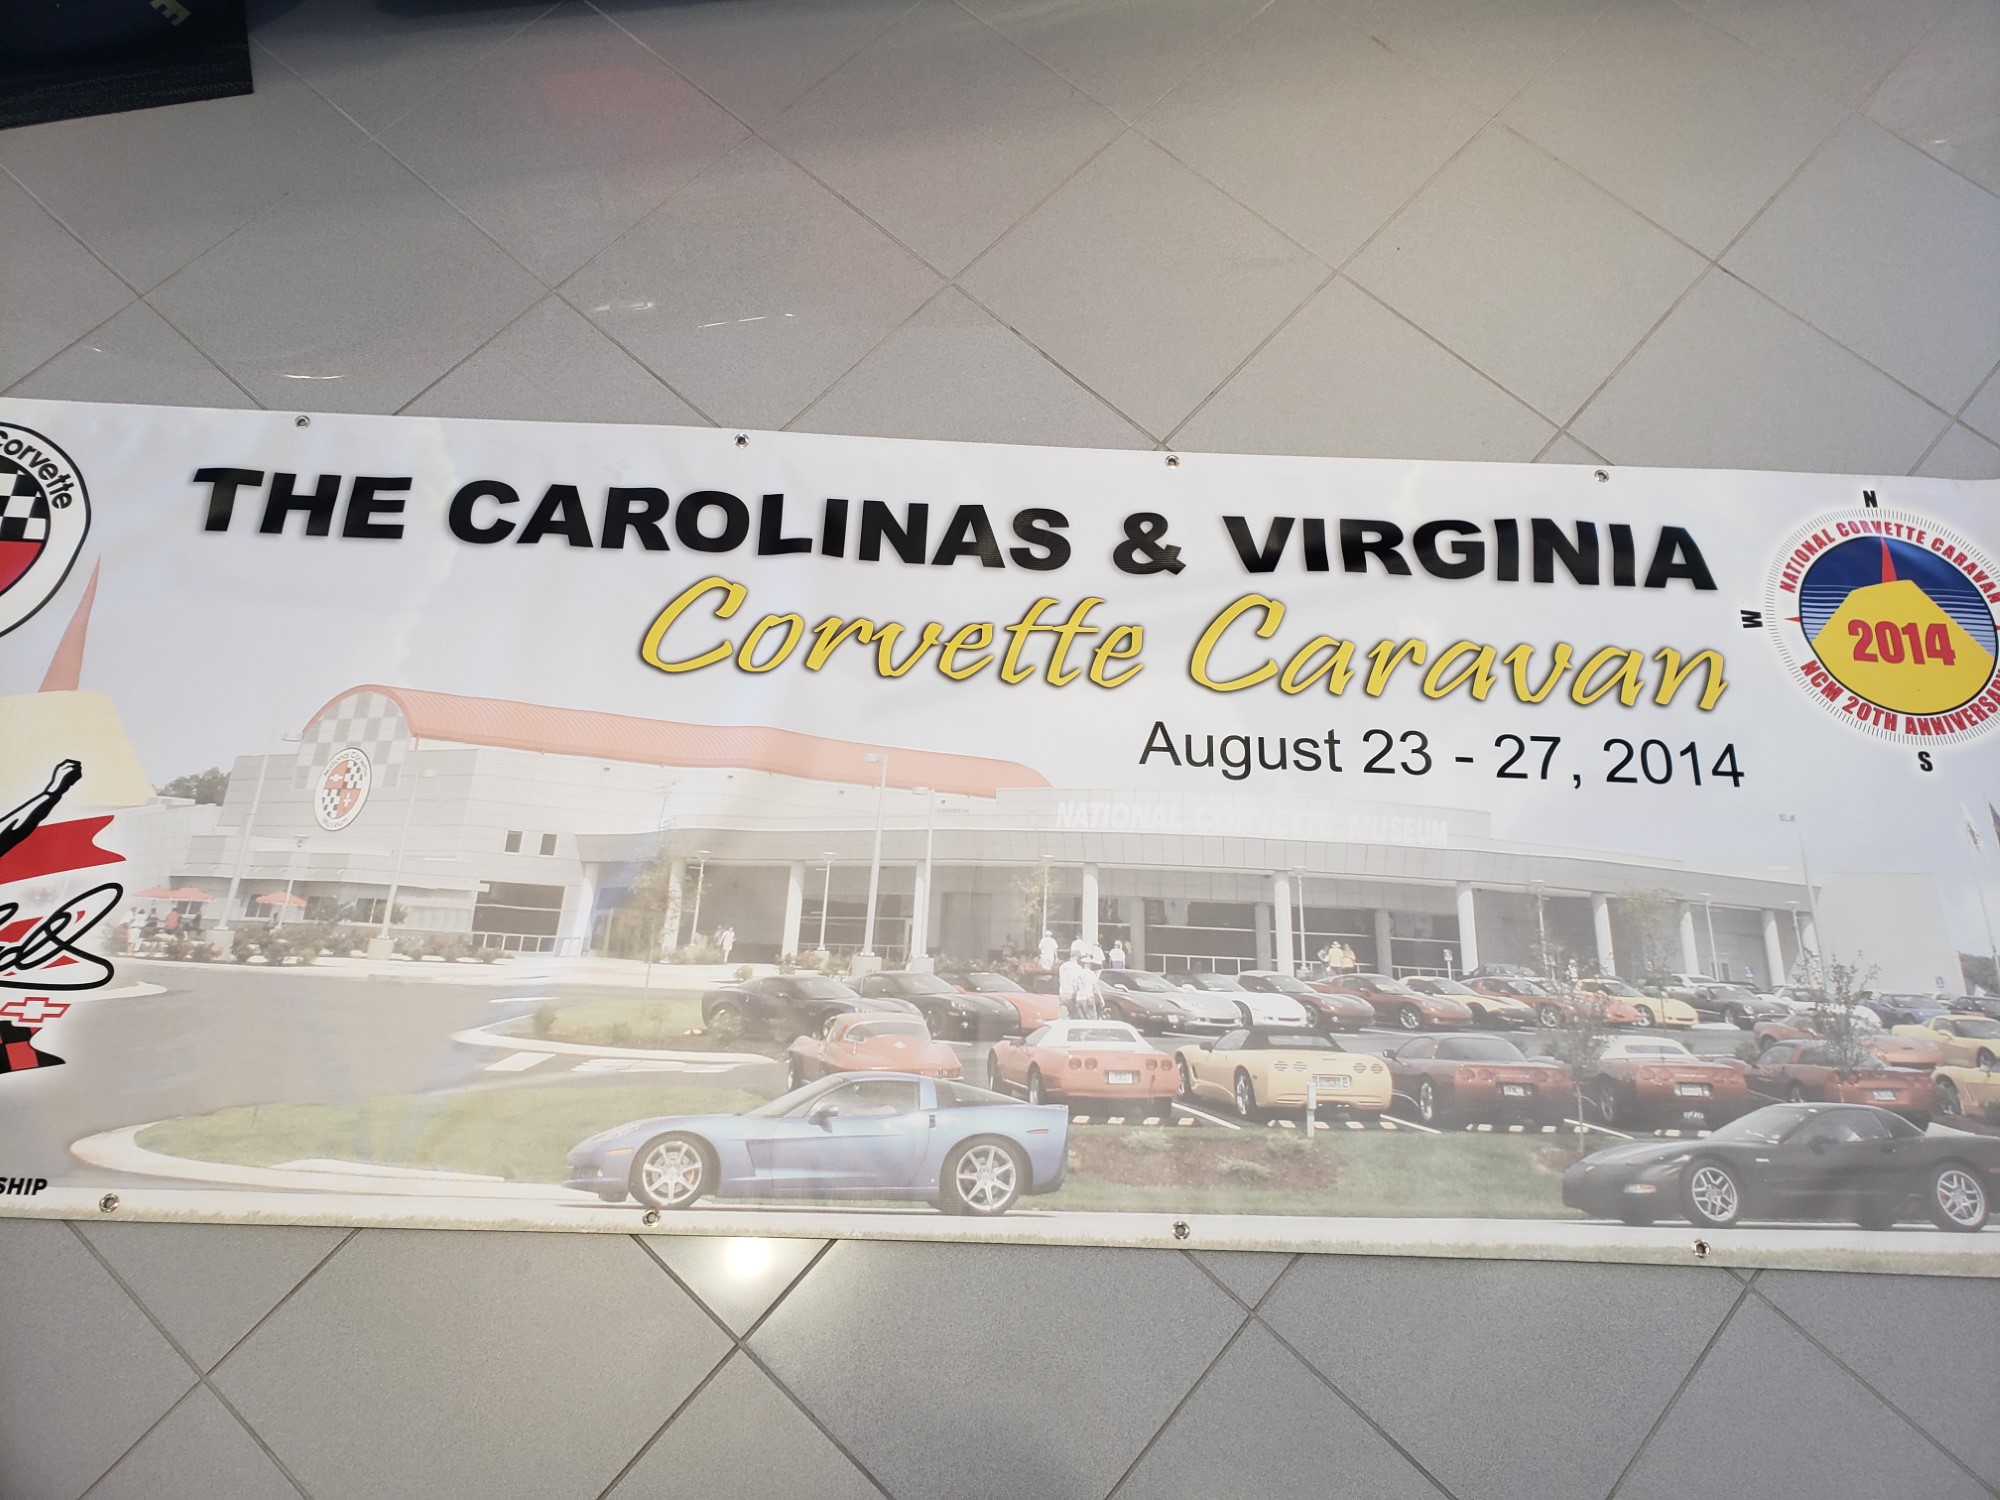 THE CAROLINAS & VIRGINIA
Corvette Caravan
August 23 - 27, 2014
Corvette
N
W
S
NATIONAL CORVETTE CARAVAN
2014
NCM 20TH ANNIVERSARY
NATIONAL CORVETTE MUSEUM
SHIP